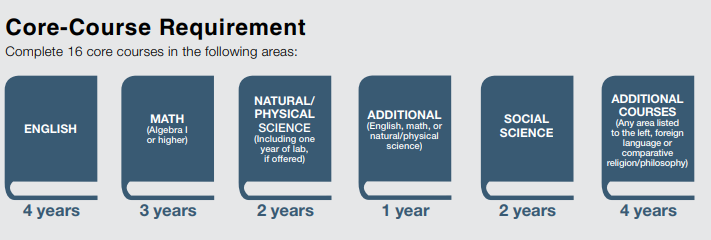 Core-Course Requirement
Complete 16 core courses in the following areas:
ENGLISH
4 years
MATH
(Algebra I
or higher)
3 years
NATURAL/
PHYSICAL
SCIENCE
(Including one
year of lab,
if offered)
2 years
ADDITIONAL
(English, math, or
natural/physical
science)
1 year
SOCIAL
SCIENCE
2 years
ADDITIONAL
COURSES
(Any area listed
to the left, foreign
language or
comparative
religion/philosophy)
4 years